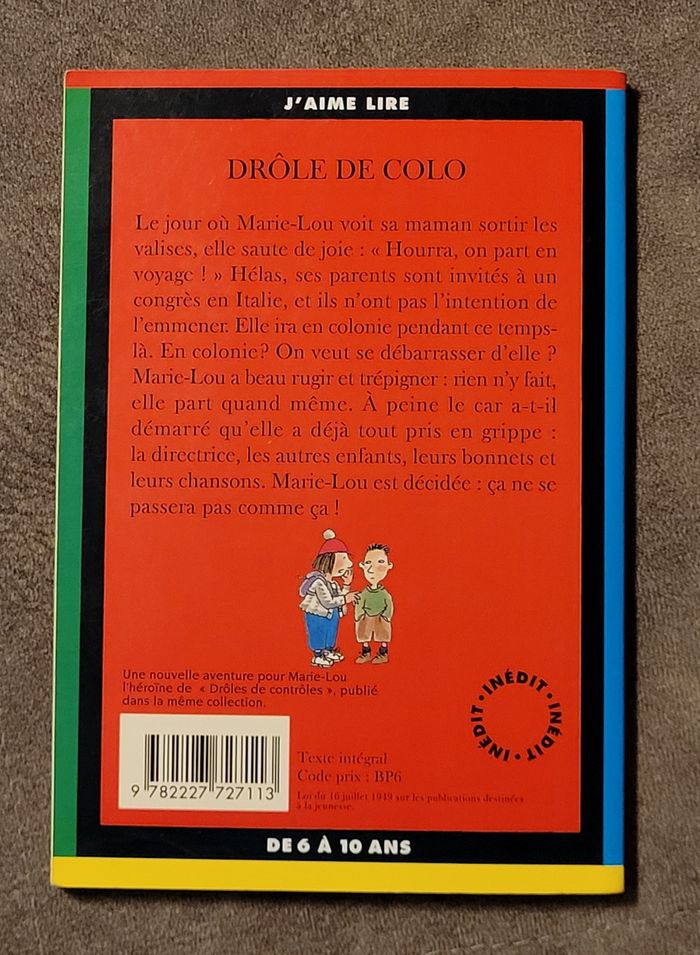 J'AIME LIRE
DRÔLE DE COLO
Le jour où Marie-Lou voit sa maman sortir les
valises, elle saute de joie : « Hourra, on part en
voyage ! » Hélas, ses parents sont invités à un
congrès en Italie, et ils n'ont pas l'intention de
l'emmener. Elle ira en colonie pendant ce temps-
là. En colonie? On veut se débarrasser d'elle ?
Marie-Lou a beau rugir et trépigner : rien n'y fait,
elle part quand même. À peine le car a-t-il
démarré qu'elle a déjà tout pris en grippe :
la directrice, les autres enfants, leurs bonnets et
leurs chansons. Marie-Lou est décidée : ça ne se
passera pas comme ça !
Une nouvelle aventure pour Marie-Lou
l'héroïne de « Drôles de contrôles », publié
dans la même collection.
INÉDIT · INÉDIT · INÉDIT ·
Texte intégral
Code prix : BP6
Loi du 16 juillet 1949 sur les publications destinées
à la jeunesse.
9 782227 727113
DE 6 À 10 ANS